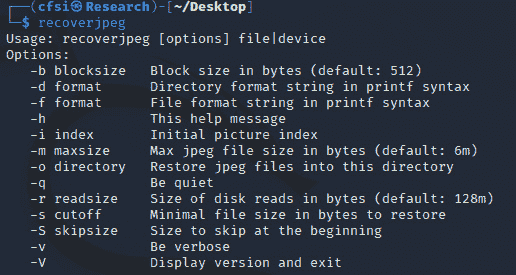 ┌──(cfsi㉿Research)-[~/Desktop]
└─$ recoverjpeg
Usage: recoverjpeg [options] file|device
Options:
   -b blocksize   Block size in bytes (default: 512)
   -d format      Directory format string in printf syntax
   -f format      File format string in printf syntax
   -h             This help message
   -i index       Initial picture index
   -m maxsize     Max jpeg file size in bytes (default: 6m)
   -o directory   Restore jpeg files into this directory
   -q             Be quiet
   -r readsize    Size of disk reads in bytes (default: 128m)
   -s cutoff      Minimal file size in bytes to restore
   -S skipsize    Size to skip at the beginning
   -v             Be verbose
   -V             Display version and exit